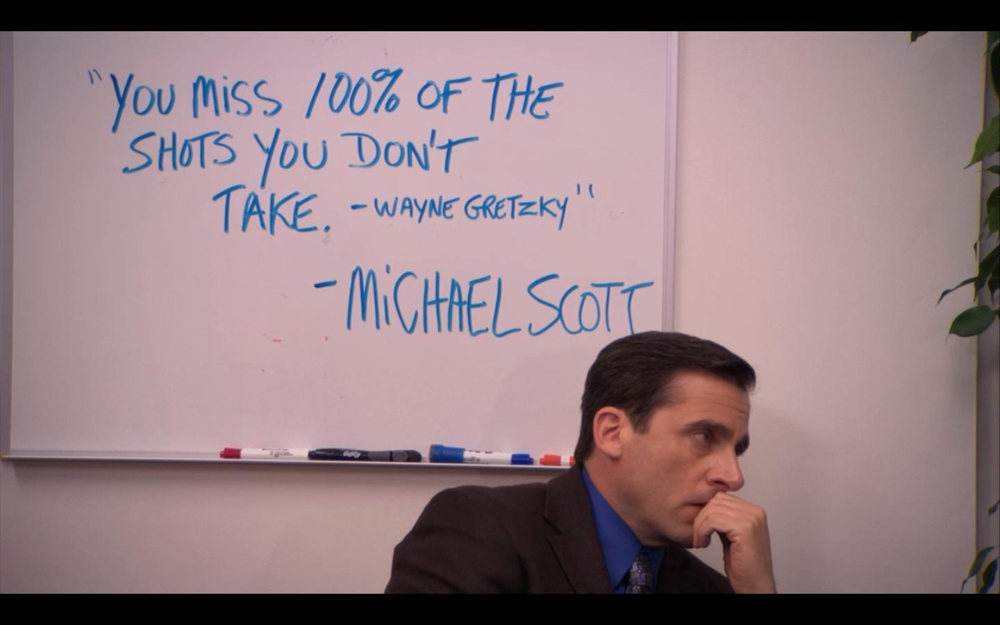 "YOU MiSS 100% OF THE
SHOTS YOU DON'T
TAKE. - WAYNE GRETZKY"
- MiCHAEL SCOTT